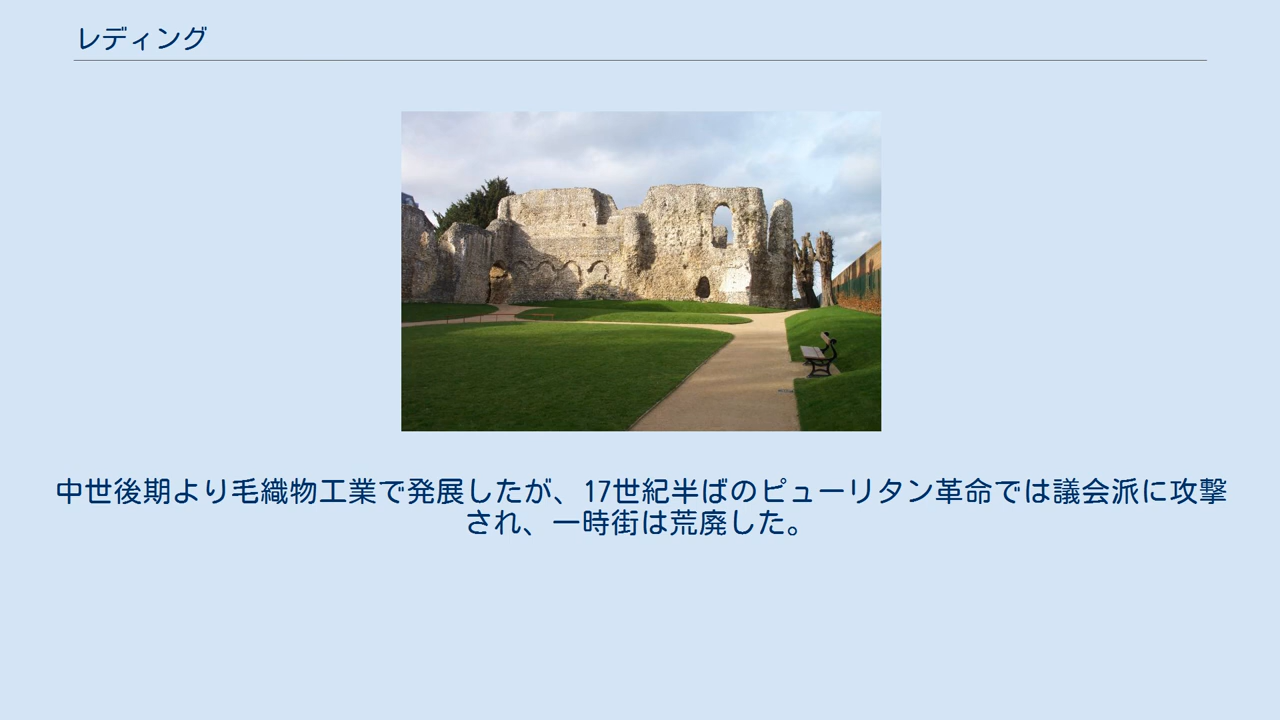 レディング
中世後期より毛織物工業で発展したが、17世紀半ばのピューリタン革命では議会派に攻撃
され、一時街は荒廃した。